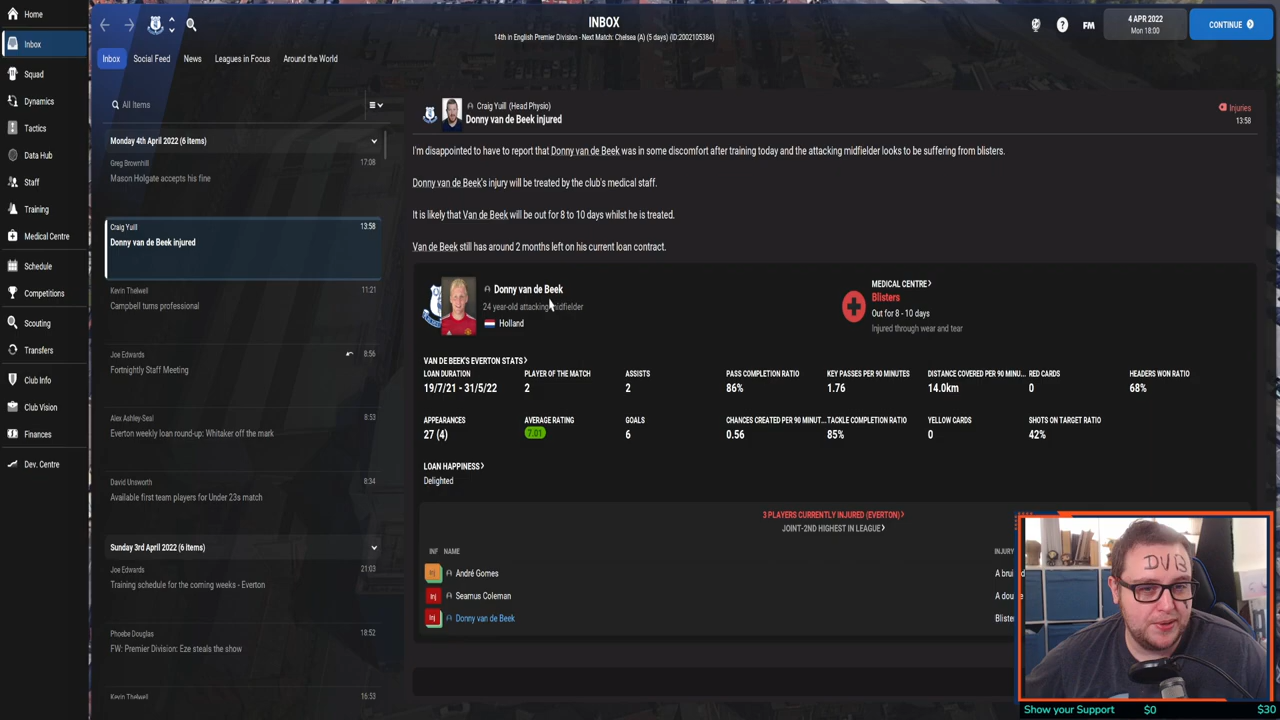 Home
Inbox
Squad
Dynamics
Tactics
Data Hub
Staff
Training
Medical Centre
Schedule
Competitions
Scouting
Transfers
Club Info
Club Vision
Finances
Dev. Centre
INBOX
14th in English Premier Division - Next Match: Chelsea (A) (5 days) (ID:2002105384)
FM
4 APR 2022
Mon 18:00
CONTINUE
Inbox
Social Feed
News
Leagues in Focus
Around the World
All Items
Monday 4th April 2022 (6 items)
Greg Brownhill
17:08
Mason Holgate accepts his fine
Craig Yuill
13:58
Donny van de Beek injured
Kevin Thelwell
11:21
Campbell turns professional
Joe Edwards
8:56
Fortnightly Staff Meeting
Alex Ashley-Seal
8:53
Everton weekly loan round-up: Whitaker off the mark
David Unsworth
8:34
Available first team players for Under 23s match
Sunday 3rd April 2022 (6 items)
Joe Edwards
21:03
Training schedule for the coming weeks - Everton
Phoebe Douglas
18:52
FW: Premier Division: Eze steals the show
Kevin Thelwell
16:53
Craig Yuill (Head Physio)
Donny van de Beek injured
Injuries
13:58
I'm disappointed to have to report that Donny van de Beek was in some discomfort after training today and the attacking midfielder looks to be suffering from blisters.
Donny van de Beek's injury will be treated by the club's medical staff.
It is likely that Van de Beek will be out for 8 to 10 days whilst he is treated.
Van de Beek still has around 2 months left on his current loan contract.
Donny van de Beek
24 year-old attacking midfielder
Holland
MEDICAL CENTRE>
Blisters
Out for 8 - 10 days
Injured through wear and tear
VAN DE BEEK'S EVERTON STATS>
LOAN DURATION
PLAYER OF THE MATCH
ASSISTS
PASS COMPLETION RATIO
KEY PASSES PER 90 MINUTES
DISTANCE COVERED PER 90 MINU...
RED CARDS
HEADERS WON RATIO
19/7/21 - 31/5/22
2
2
86%
1.76
14.0km
0
68%
APPEARANCES
AVERAGE RATING
GOALS
CHANCES CREATED PER 90 MINUT...
TACKLE COMPLETION RATIO
YELLOW CARDS
SHOTS ON TARGET RATIO
27 (4)
7.01
6
0.56
85%
0
42%
LOAN HAPPINESS>
Delighted
3 PLAYERS CURRENTLY INJURED (EVERTON)>
JOINT-2ND HIGHEST IN LEAGUE>
INF
NAME
INJURY
Inj
André Gomes
A brui
Inj
Seamus Coleman
A dou
Inj
Donny van de Beek
Bliste
DVB
Show your Support
$0
$30